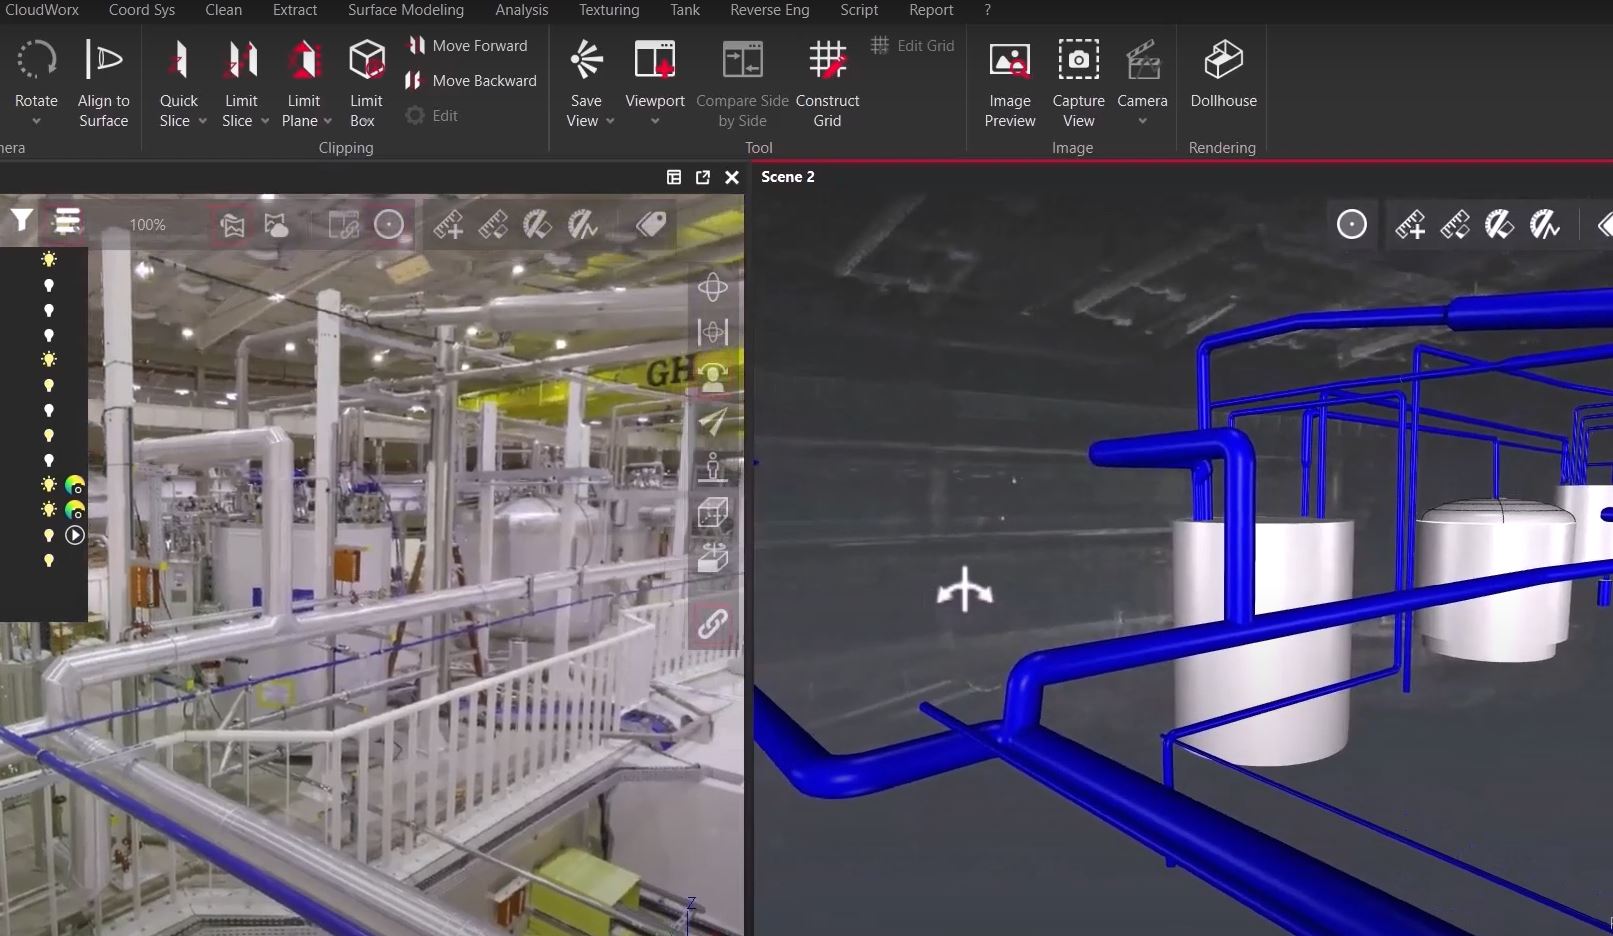 CloudWorx Coord Sys Clean Extract Surface Modeling Analysis Texturing Tank Reverse Eng Script Report ?
Rotate
Align to
Surface
Quick
Slice
Limit
Slice
Limit
Plane
Limit
Box
Move Forward
Move Backward
Edit
Save
View
Viewport
Compare Side
by Side
Construct
Grid
Edit Grid
Image
Preview
Capture
View
Camera
Dollhouse
Clipping
Tool
Image
Rendering
Scene 2
100%
GH
Z